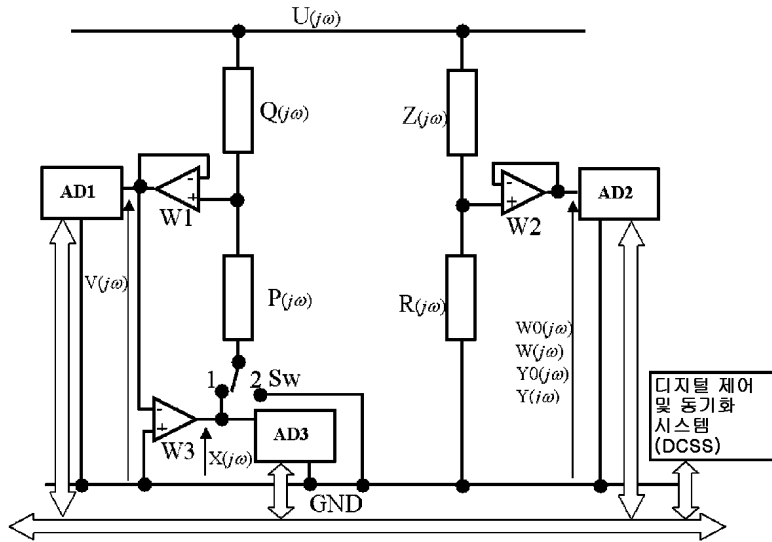 U(jω)
Q(jω)
Z(jω)
AD1
-
+
W1
-
+
W2
AD2
V(jω)
P(jω)
R(jω)
W0(jω)
W(jω)
Y0(jω)
Y(jω)
1
2
Sw
-
+
W3
X(jω)
AD3
GND
디지털 제어
및 동기화
시스템
(DCSS)